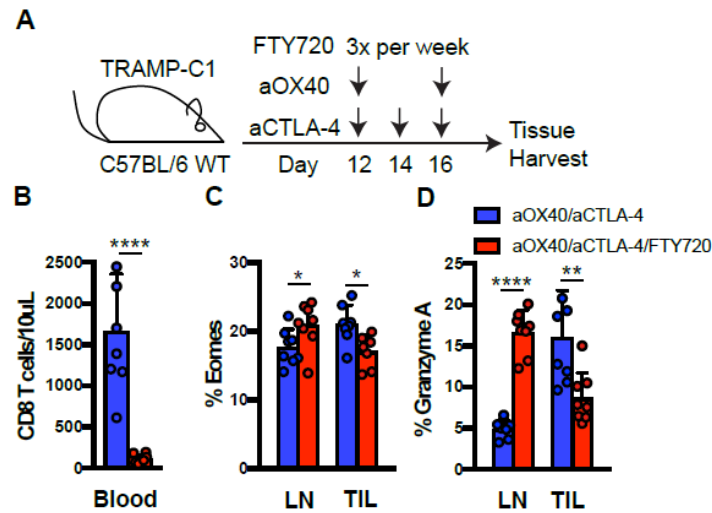 A
TRAMP-C1
C57BL/6 WT
FTY720 3x per week
aOX40
aCTLA-4
Day 12 14 16
Tissue
Harvest
B
****
CD8 T cells/10uL
2500
2000
1500
1000
500
0
Blood
C
* *
% Eomes
30
20
10
0
LN TIL
D
aOX40/aCTLA-4
aOX40/aCTLA-4/FTY720
**** **
% Granzyme A
25
20
15
10
5
0
LN TIL